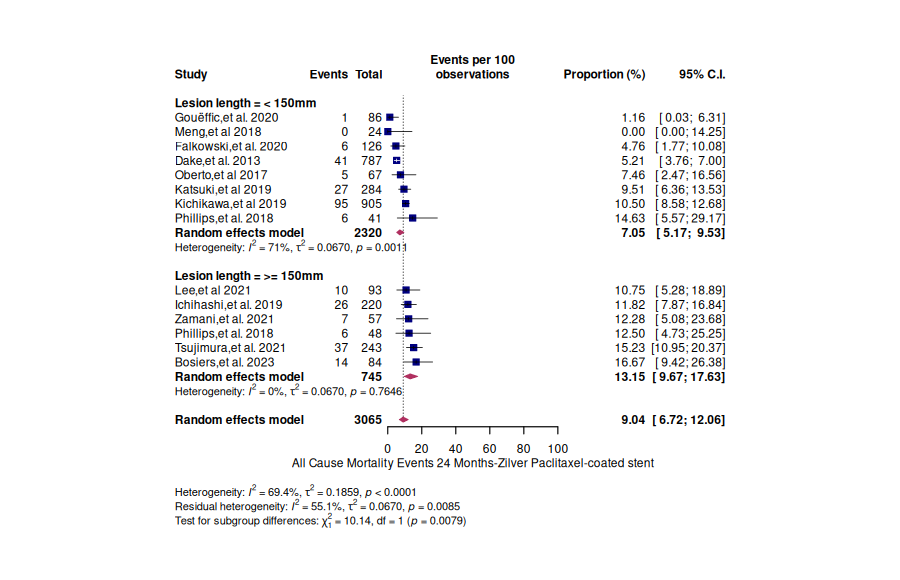 Events per 100
Study Events Total observations Proportion (%) 95% C.I.
Lesion length = < 150mm
Gouëffic,et al. 2020 1 86 1.16 [ 0.03; 6.31]
Meng,et al 2018 0 24 0.00 [ 0.00; 14.25]
Falkowski,et al. 2020 6 126 4.76 [ 1.77; 10.08]
Dake,et al. 2013 41 787 5.21 [ 3.76; 7.00]
Oberto,et al 2017 5 67 7.46 [ 2.47; 16.56]
Katsuki,et al 2019 27 284 9.51 [ 6.36; 13.53]
Kichikawa,et al 2019 95 905 10.50 [ 8.58; 12.68]
Phillips,et al. 2018 6 41 14.63 [ 5.57; 29.17]
Random effects model 2320 7.05 [ 5.17; 9.53]
Heterogeneity: I² = 71%, τ² = 0.0670, p = 0.0011
Lesion length = >= 150mm
Lee,et al 2021 10 93 10.75 [ 5.28; 18.89]
Ichihashi,et al. 2019 26 220 11.82 [ 7.87; 16.84]
Zamani,et al. 2021 7 57 12.28 [ 5.08; 23.68]
Phillips,et al. 2018 6 48 12.50 [ 4.73; 25.25]
Tsujimura,et al. 2021 37 243 15.23 [10.95; 20.37]
Bosiers,et al. 2023 14 84 16.67 [ 9.42; 26.38]
Random effects model 745 13.15 [ 9.67; 17.63]
Heterogeneity: I² = 0%, τ² = 0.0670, p = 0.7646
Random effects model 3065 9.04 [ 6.72; 12.06]
0 20 40 60 80 100
All Cause Mortality Events 24 Months-Zilver Paclitaxel-coated stent
Heterogeneity: I² = 69.4%, τ² = 0.1859, p < 0.0001
Residual heterogeneity: I² = 55.1%, τ² = 0.0670, p = 0.0085
Test for subgroup differences: χ²₁ = 10.14, df = 1 (p = 0.0079)